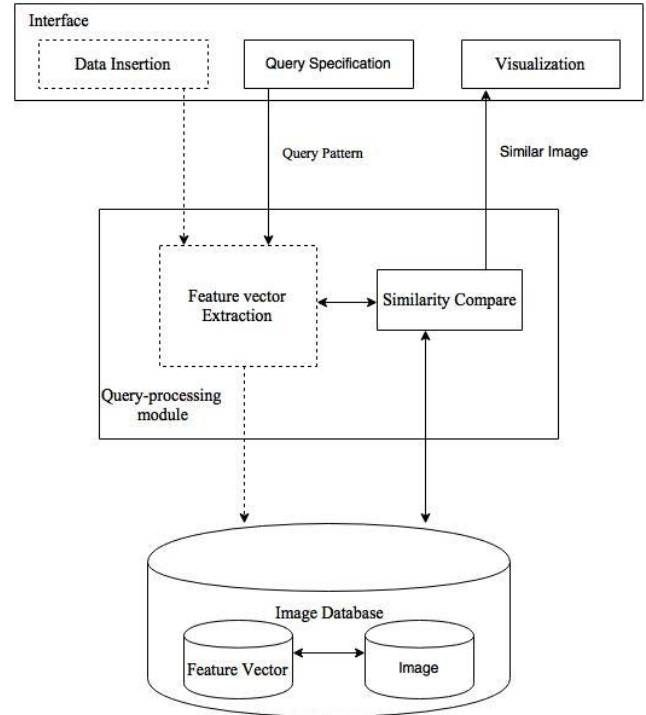 Interface
Data Insertion
Query Specification
Visualization
Query Pattern
Similar Image
Feature vector
Extraction
Similarity Compare
Query-processing
module
Image Database
Feature Vector
Image